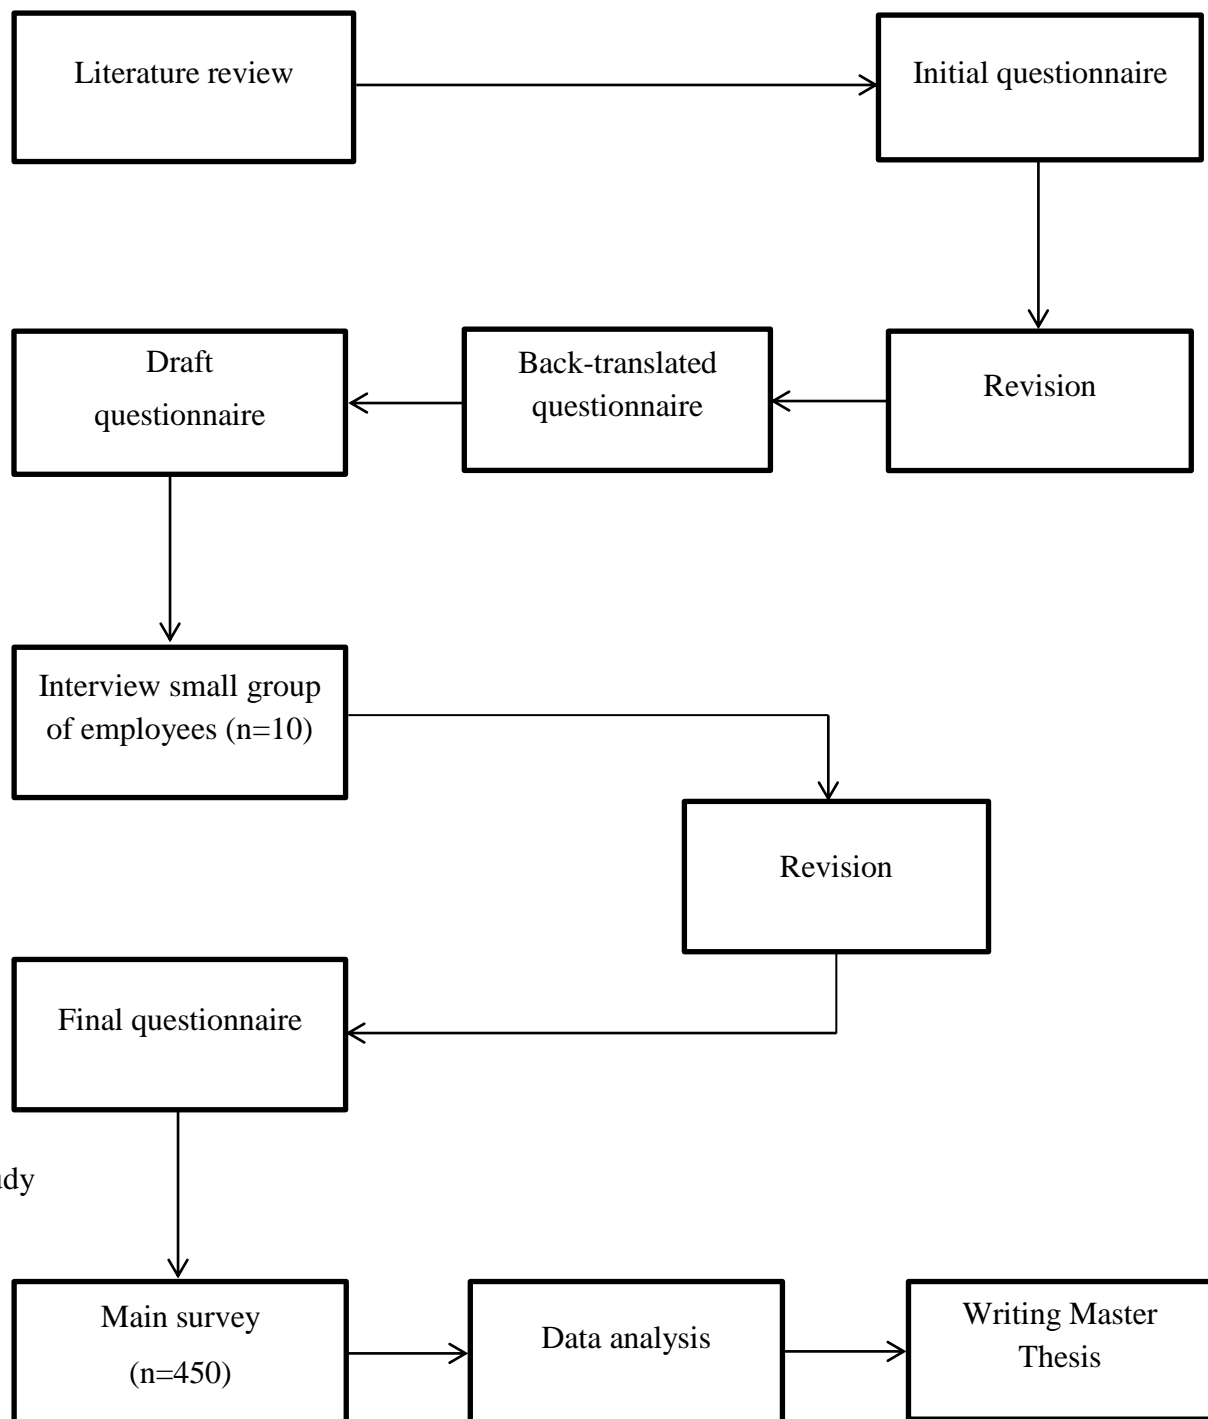 Literature review
Initial questionnaire
Draft
questionnaire
Back-translated
questionnaire
Revision
Interview small group
of employees (n=10)
Revision
Final questionnaire
udy
Main survey
(n=450)
Data analysis
Writing Master
Thesis